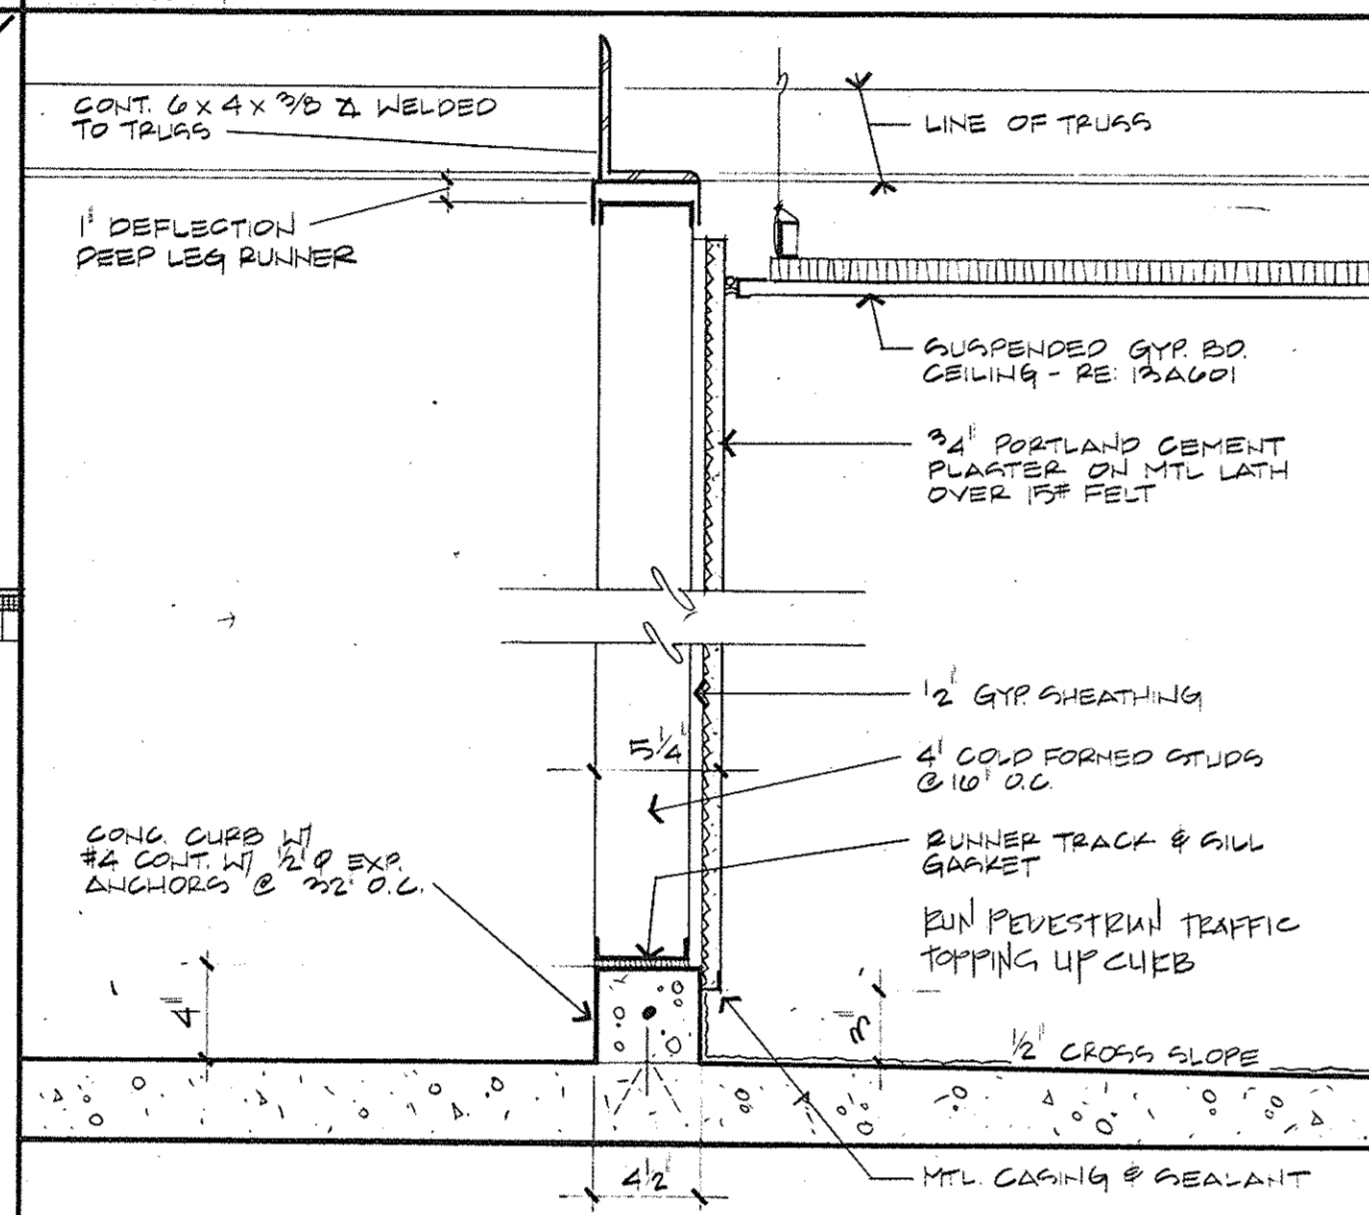 CONT. 6 x 4 x 3/8 ∠ WELDED
TO TRUSS
LINE OF TRUSS
1" DEFLECTION
DEEP LEG RUNNER
SUSPENDED GYP. BD.
CEILING - RE: 13A601
3/4" PORTLAND CEMENT
PLASTER ON MTL LATH
OVER 15# FELT
1/2" GYP. SHEATHING
5 1/4"
4" COLD FORMED STUDS
@ 16" O.C.
CONC. CURB W/
#4 CONT. W/ 1/2" Φ EXP.
ANCHORS @ 32" O.C.
RUNNER TRACK & SILL
GASKET
RUN PEDESTRIAN TRAFFIC
TOPPING UP CURB
4"
3"
1/2" CROSS SLOPE
4 1/2"
MTL. CASING & SEALANT